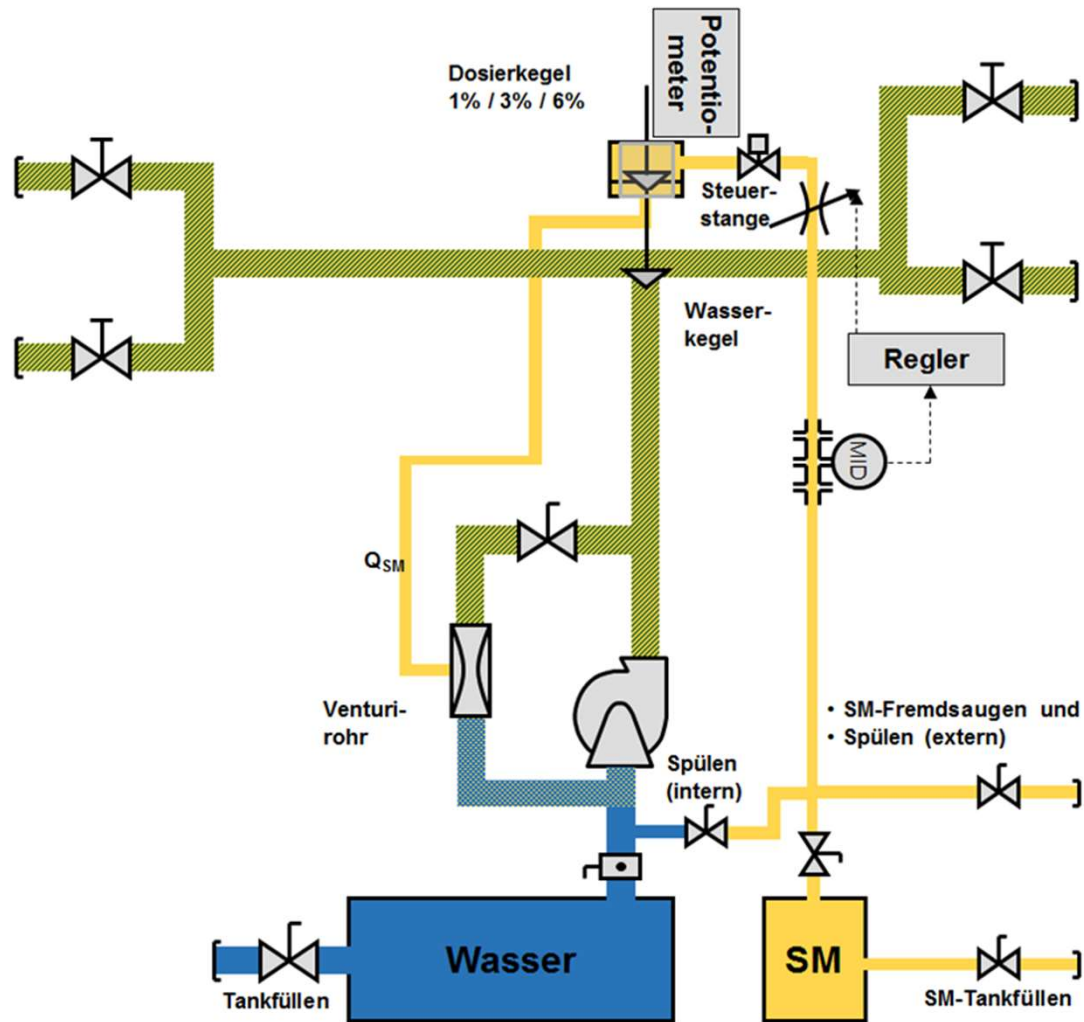 Potentio-
meter
Dosierkegel
1% / 3% / 6%
Steuer-
stange
Wasser-
kegel
Regler
MID
QSM
Venturi-
rohr
• SM-Fremdsaugen und
• Spülen (extern)
Spülen
(intern)
Wasser
SM
Tankfüllen
SM-Tankfüllen